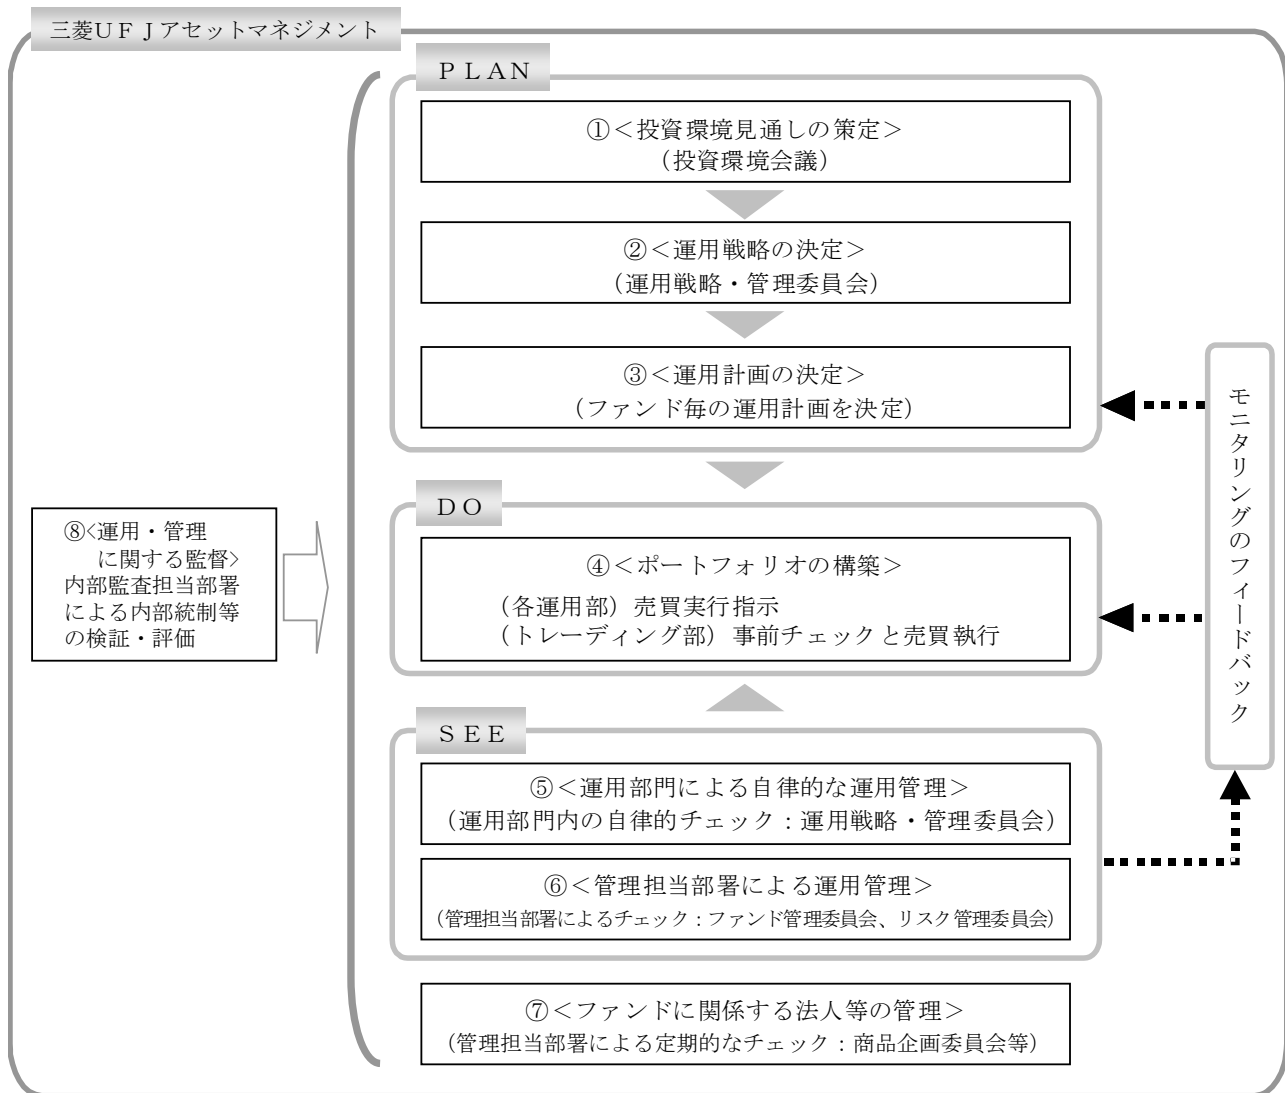 三菱ＵＦＪアセットマネジメント
ＰＬＡＮ
①＜投資環境見通しの策定＞
（投資環境会議）
②＜運用戦略の決定＞
（運用戦略・管理委員会）
③＜運用計画の決定＞
（ファンド毎の運用計画を決定）
ＤＯ
④＜ポートフォリオの構築＞
（各運用部）売買実行指示
（トレーディング部）事前チェックと売買執行
ＳＥＥ
⑤＜運用部門による自律的な運用管理＞
（運用部門内の自律的チェック：運用戦略・管理委員会）
⑥＜管理担当部署による運用管理＞
（管理担当部署によるチェック：ファンド管理委員会、リスク管理委員会）
⑦＜ファンドに関係する法人等の管理＞
（管理担当部署による定期的なチェック：商品企画委員会等）
⑧<運用・管理
に関する監督>
内部監査担当部署
による内部統制等
の検証・評価
モニタリングのフィードバック